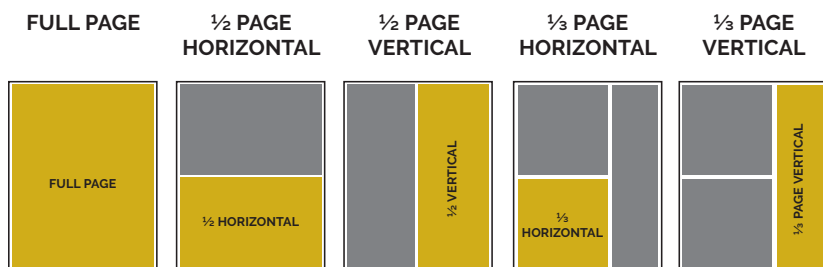 FULL PAGE
½ PAGE
HORIZONTAL
½ PAGE
VERTICAL
⅓ PAGE
HORIZONTAL
⅓ PAGE
VERTICAL
FULL PAGE
½ HORIZONTAL
½ VERTICAL
⅓
HORIZONTAL
⅓ PAGE VERTICAL